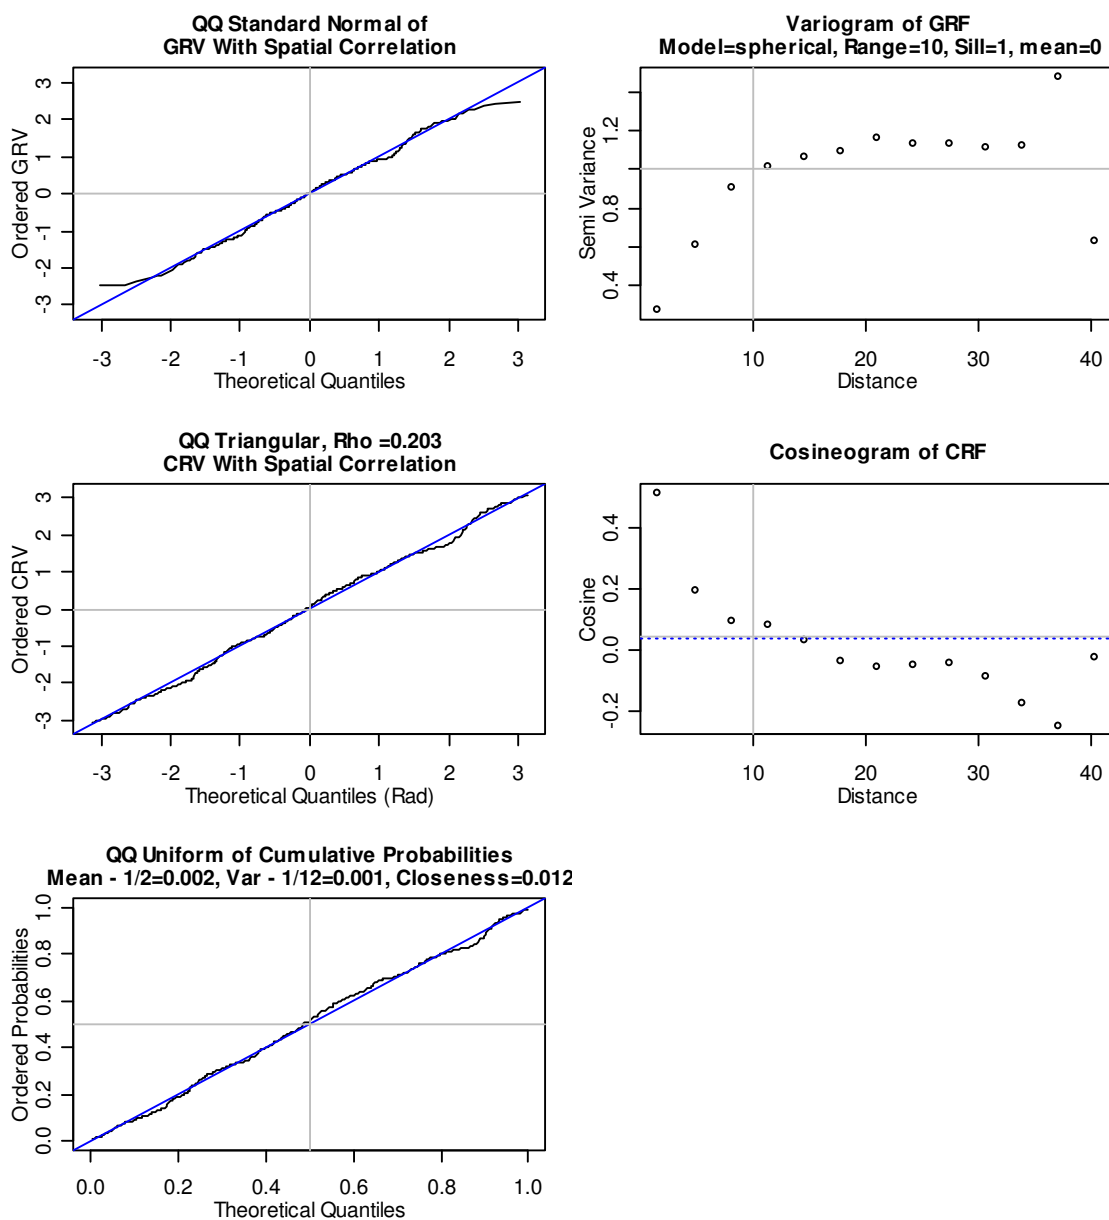 QQ Standard Normal of
GRV With Spatial Correlation
Ordered GRV
3
2
1
0
-1
-2
-3
-3 -2 -1 0 1 2 3
Theoretical Quantiles
Variogram of GRF
Model=spherical, Range=10, Sill=1, mean=0
Semi Variance
1.2
0.8
0.4
10 20 30 40
Distance
QQ Triangular, Rho =0.203
CRV With Spatial Correlation
Ordered CRV
3
2
1
0
-1
-2
-3
-3 -2 -1 0 1 2 3
Theoretical Quantiles (Rad)
Cosineogram of CRF
Cosine
0.4
0.2
0.0
-0.2
10 20 30 40
Distance
QQ Uniform of Cumulative Probabilities
Mean - 1/2=0.002, Var - 1/12=0.001, Closeness=0.012
Ordered Probabilities
1.0
0.8
0.6
0.4
0.2
0.0
0.0 0.2 0.4 0.6 0.8 1.0
Theoretical Quantiles